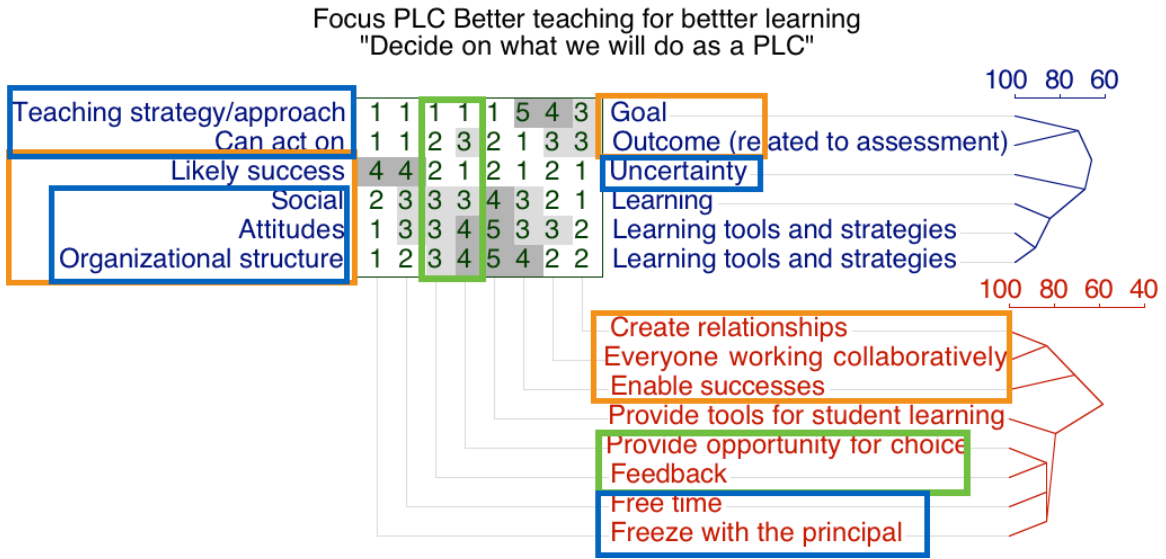 Focus PLC Better teaching for bettter learning
"Decide on what we will do as a PLC"
100 80 60
Teaching strategy/approach 1 1 1 1 1 5 4 3 Goal
Can act on 1 1 2 3 2 1 3 3 Outcome (related to assessment)
Likely success 4 4 2 1 2 1 2 1 Uncertainty
Social 2 3 3 3 4 3 2 1 Learning
Attitudes 1 3 3 4 5 3 3 2 Learning tools and strategies
Organizational structure 1 2 3 4 5 4 2 2 Learning tools and strategies
100 80 60 40
Create relationships
Everyone working collaboratively
Enable successes
Provide tools for student learning
Provide opportunity for choice
Feedback
Free time
Freeze with the principal